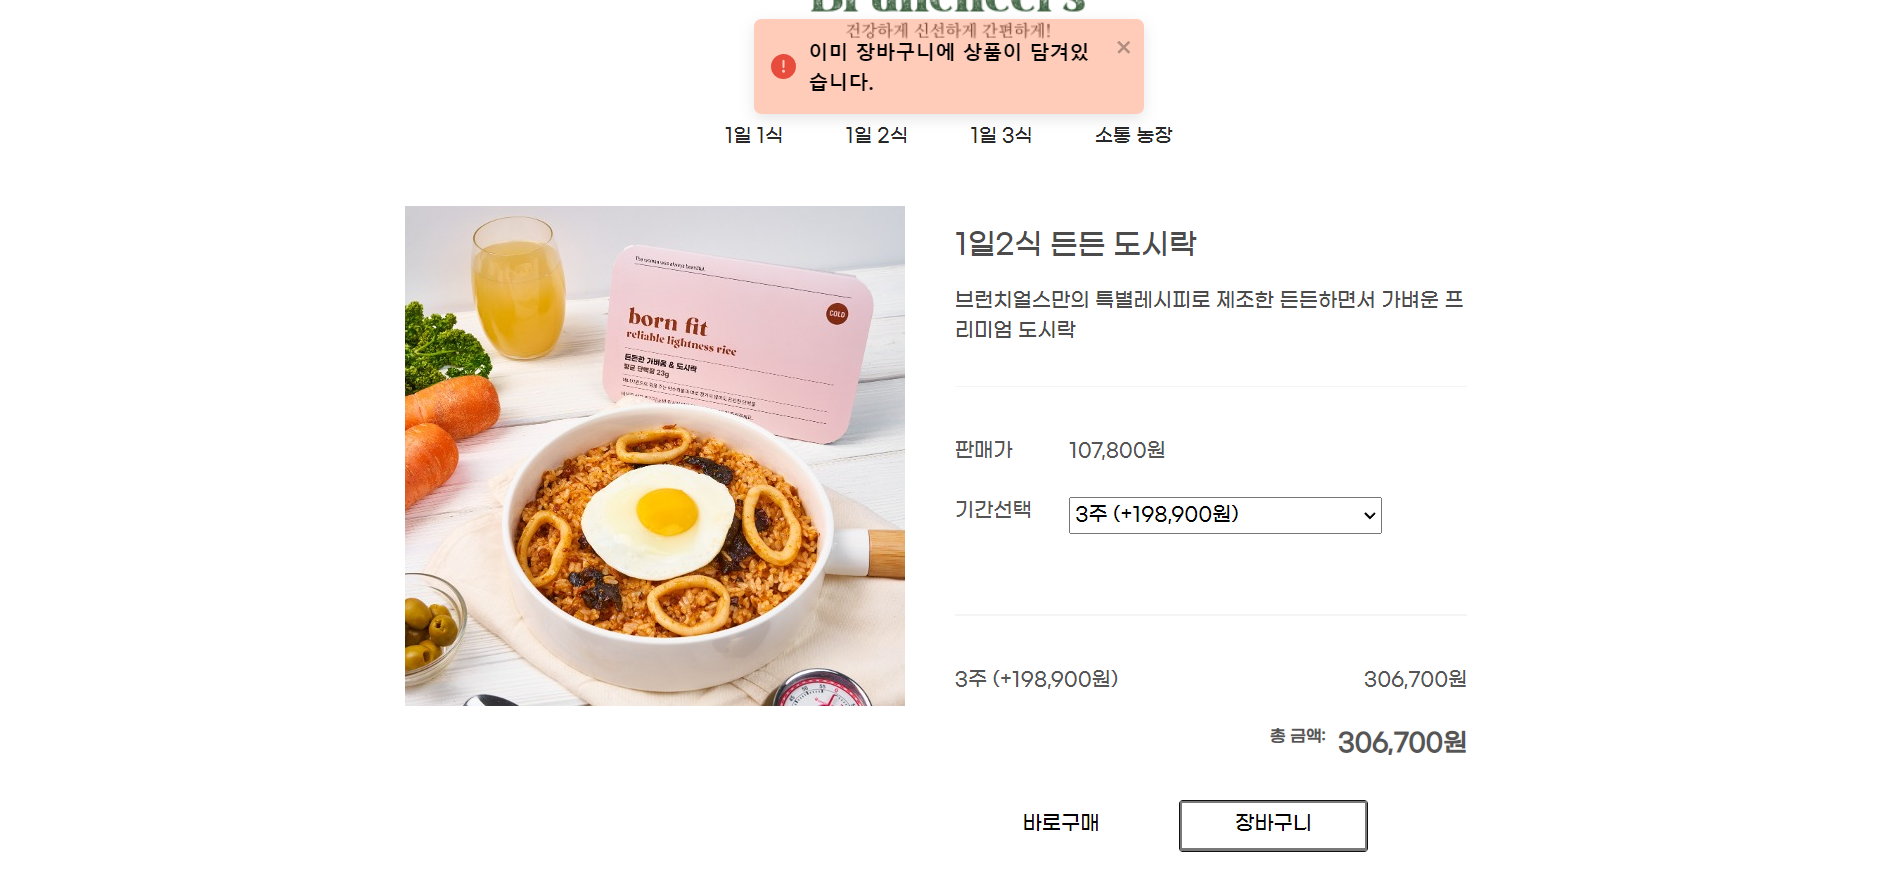 건강하게 신선하게 간편하게!
이미 장바구니에 상품이 담겨있
습니다.
1일 1식 1일 2식 1일 3식 소통 농장
born fit
reliable lightness rice
COLD
든든한 가벼움 & 도시락
평균 단백질 23g
1일2식 든든 도시락
브런치얼스만의 특별레시피로 제조한 든든하면서 가벼운 프
리미엄 도시락
판매가 107,800원
기간선택 3주 (+198,900원)
3주 (+198,900원) 306,700원
총 금액: 306,700원
바로구매 장바구니